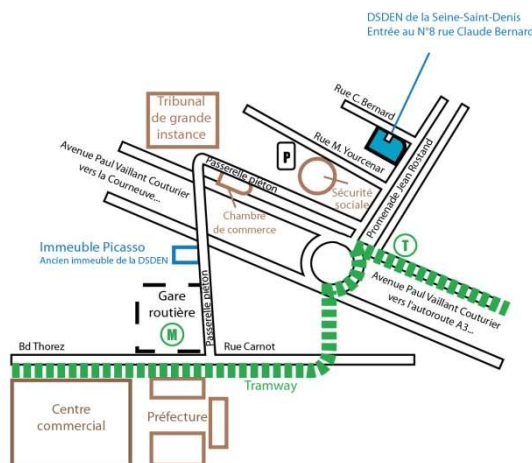 DSDEN de la Seine-Saint-Denis
Entrée au N°8 rue Claude Bernard
Rue C. Bernard
Tribunal
de grande
instance
Rue M. Yourcenar
P
Passerelle piéton
Promenade Jean Rostand
Avenue Paul Vaillant Couturier
vers la Courneuve...
Sécurité
sociale
Chambre
de commerce
T
Immeuble Picasso
Ancien immeuble de la DSDEN
Avenue Paul Vaillant Couturier
vers l'autoroute A3...
Gare
routière
M
Passerelle piéton
Bd Thorez
Rue Carnot
Tramway
Centre
commercial
Préfecture